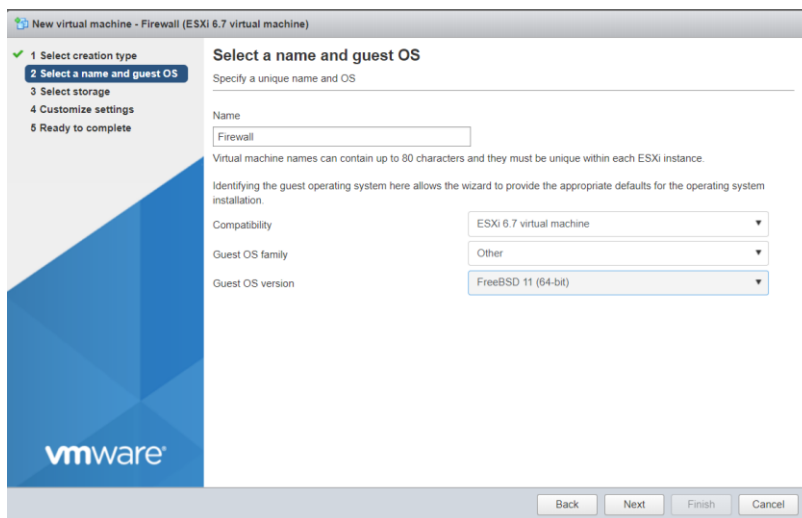 New virtual machine - Firewall (ESXi 6.7 virtual machine)
1 Select creation type
2 Select a name and guest OS
3 Select storage
4 Customize settings
5 Ready to complete
Select a name and guest OS
Specify a unique name and OS
Name
Firewall
Virtual machine names can contain up to 80 characters and they must be unique within each ESXi instance.
Identifying the guest operating system here allows the wizard to provide the appropriate defaults for the operating system
installation.
Compatibility ESXi 6.7 virtual machine
Guest OS family Other
Guest OS version FreeBSD 11 (64-bit)
vmware®
Back Next Finish Cancel